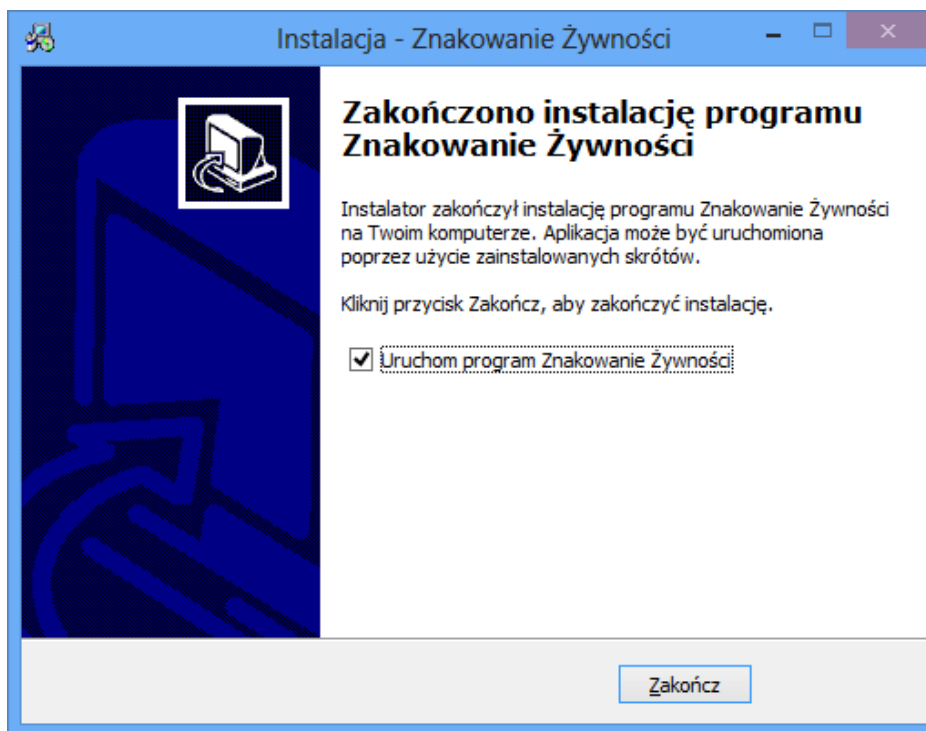 Instalacja - Znakowanie Żywności
Zakończono instalację programu
Znakowanie Żywności
Instalator zakończył instalację programu Znakowanie Żywności
na Twoim komputerze. Aplikacja może być uruchomiona
poprzez użycie zainstalowanych skrótów.
Kliknij przycisk Zakończ, aby zakończyć instalację.
Uruchom program Znakowanie Żywności
Zakończ